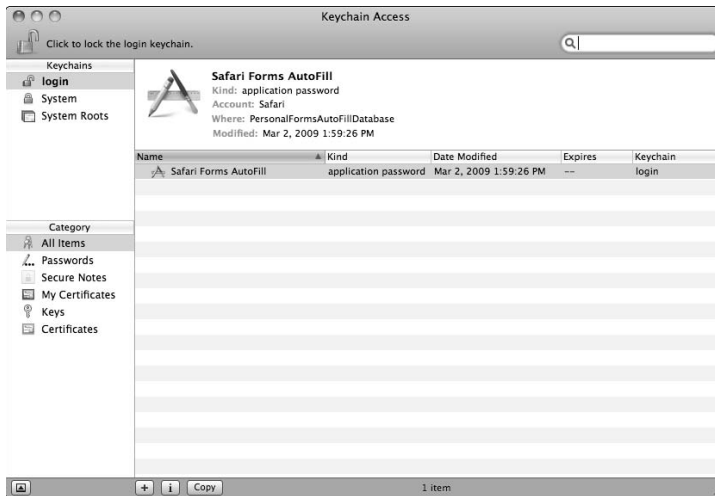 Keychain Access
Click to lock the login keychain.
Keychains
login
System
System Roots
Safari Forms AutoFill
Kind: application password
Account: Safari
Where: PersonalFormsAutoFillDatabase
Modified: Mar 2, 2009 1:59:26 PM
Name Kind Date Modified Expires Keychain
Safari Forms AutoFill application password Mar 2, 2009 1:59:26 PM -- login
Category
All Items
Passwords
Secure Notes
My Certificates
Keys
Certificates
+ i Copy 1 item